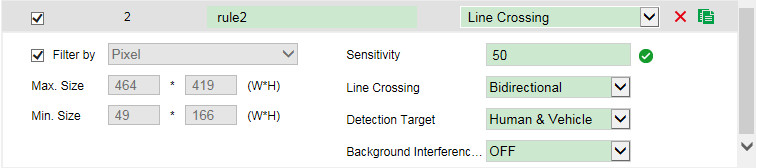 2 rule2 Line Crossing
Filter by Pixel Sensitivity 50
Max. Size 464 * 419 (W*H) Line Crossing Bidirectional
Min. Size 49 * 166 (W*H) Detection Target Human & Vehicle
Background Interferenc... OFF